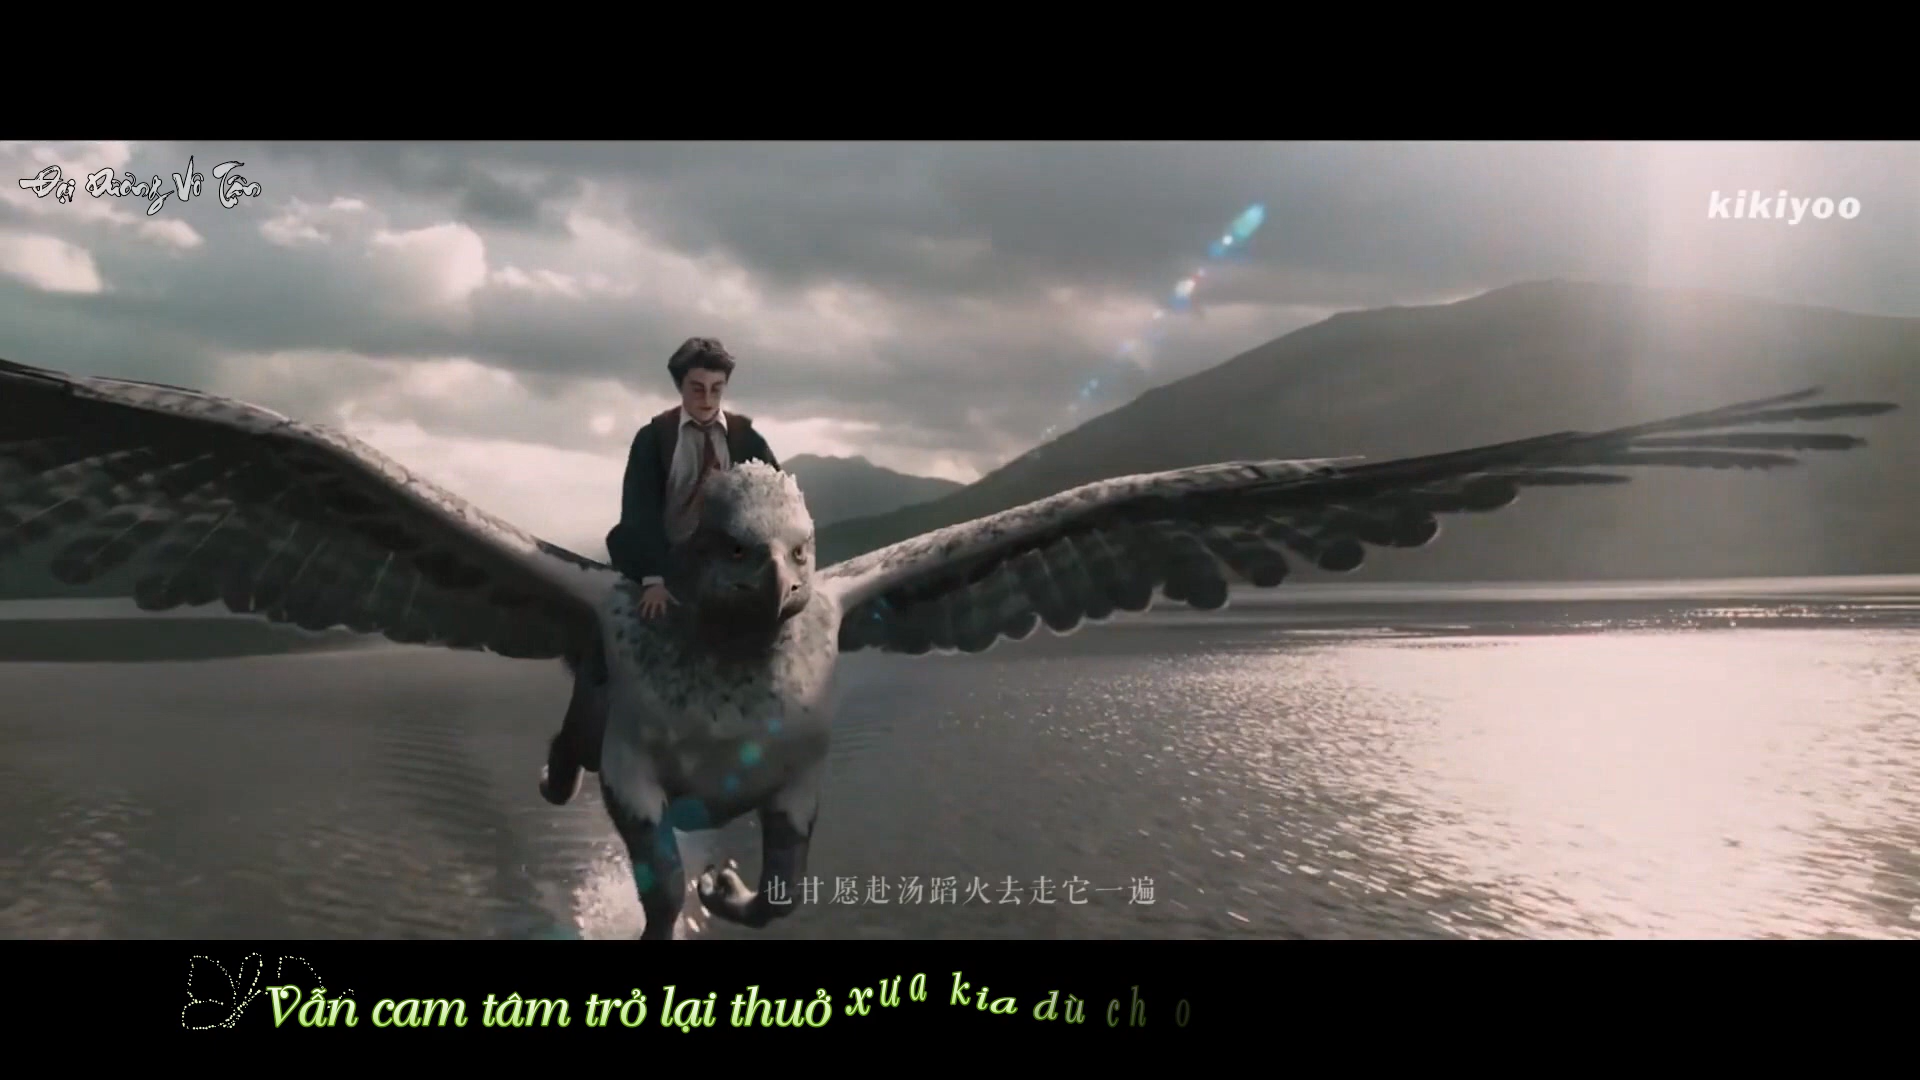 Đại Dương Vô Tận
kikiyoo
也甘愿赴汤蹈火去走它一遍
Vẫn cam tâm trở lại thuở xưa kia dù cho